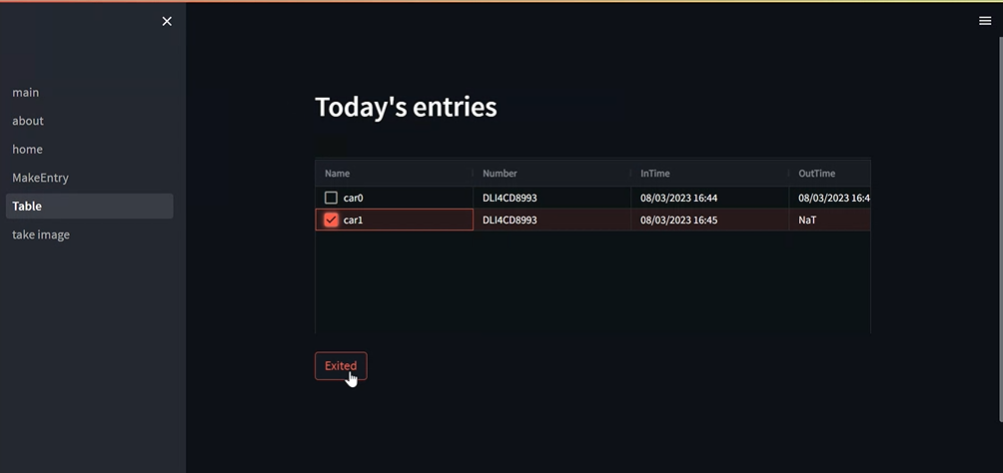 main
about
home
MakeEntry
Table
take image
Today's entries
Name Number InTime OutTime
car0 DLI4CD8993 08/03/2023 16:44 08/03/2023 16:4
car1 DLI4CD8993 08/03/2023 16:45 NaT
Exited